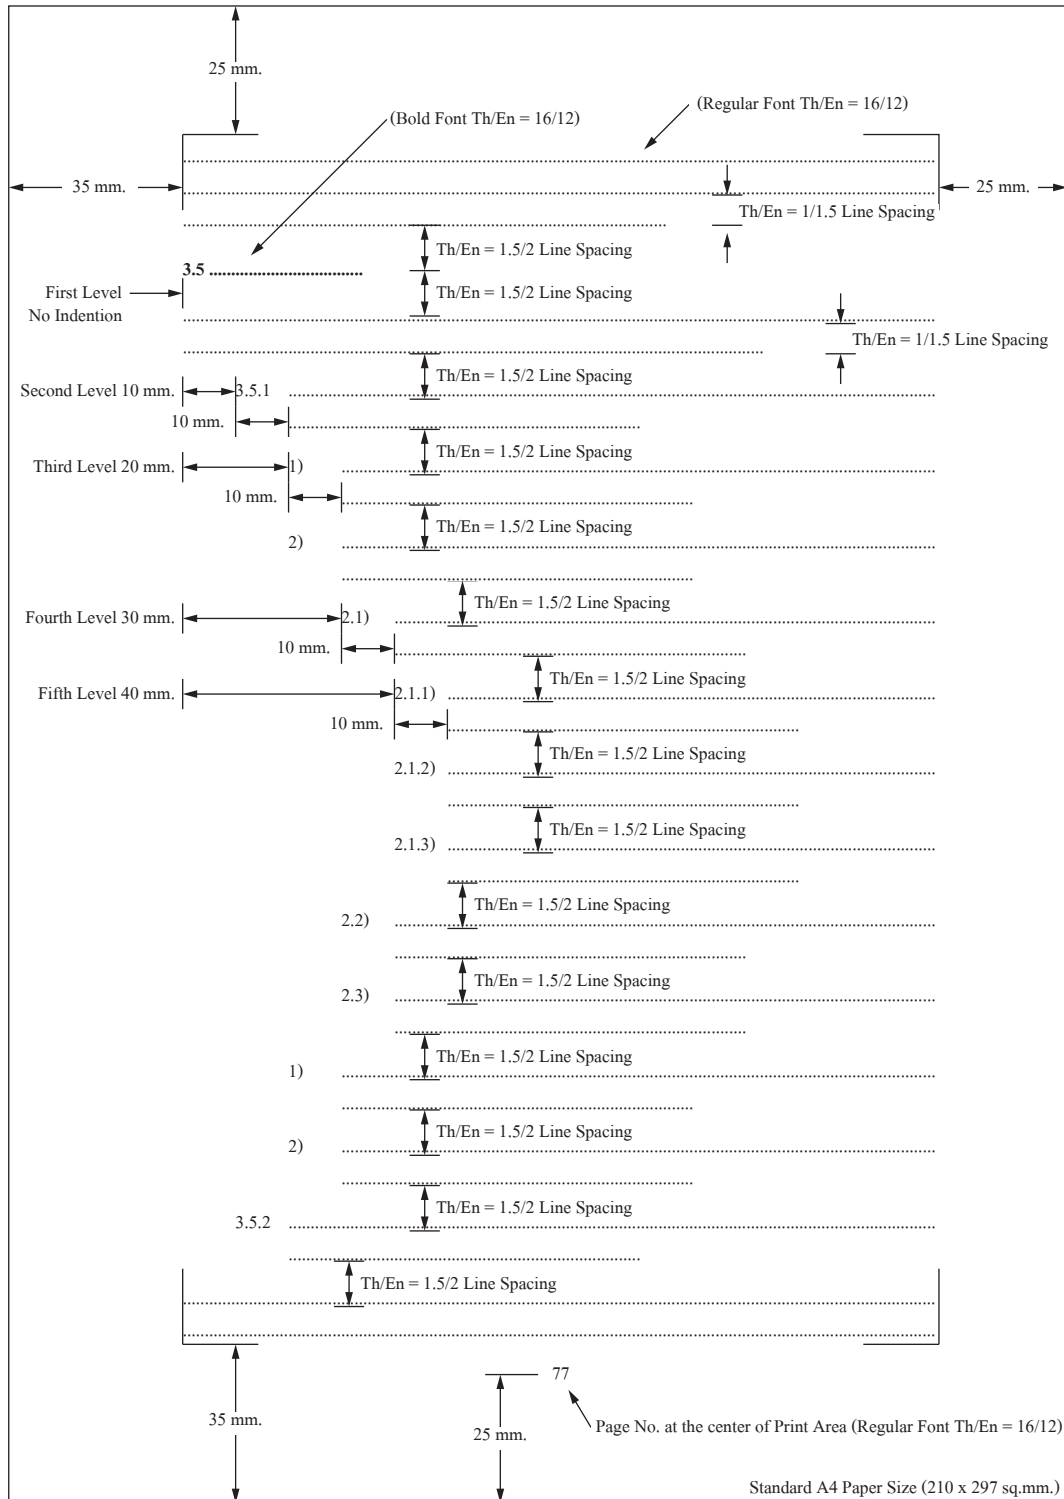 25 mm.
(Bold Font Th/En = 16/12)
(Regular Font Th/En = 16/12)
35 mm.
25 mm.
Th/En = 1/1.5 Line Spacing
Th/En = 1.5/2 Line Spacing
3.5
First Level
No Indention
Th/En = 1.5/2 Line Spacing
Th/En = 1/1.5 Line Spacing
Th/En = 1.5/2 Line Spacing
Second Level 10 mm.
3.5.1
10 mm.
Th/En = 1.5/2 Line Spacing
Third Level 20 mm.
1)
10 mm.
Th/En = 1.5/2 Line Spacing
2)
Th/En = 1.5/2 Line Spacing
Fourth Level 30 mm.
2.1)
10 mm.
Th/En = 1.5/2 Line Spacing
Fifth Level 40 mm.
2.1.1)
10 mm.
Th/En = 1.5/2 Line Spacing
2.1.2)
Th/En = 1.5/2 Line Spacing
2.1.3)
Th/En = 1.5/2 Line Spacing
2.2)
Th/En = 1.5/2 Line Spacing
2.3)
Th/En = 1.5/2 Line Spacing
1)
Th/En = 1.5/2 Line Spacing
2)
Th/En = 1.5/2 Line Spacing
3.5.2
Th/En = 1.5/2 Line Spacing
77
35 mm.
25 mm.
Page No. at the center of Print Area (Regular Font Th/En = 16/12)
Standard A4 Paper Size (210 x 297 sq.mm.)